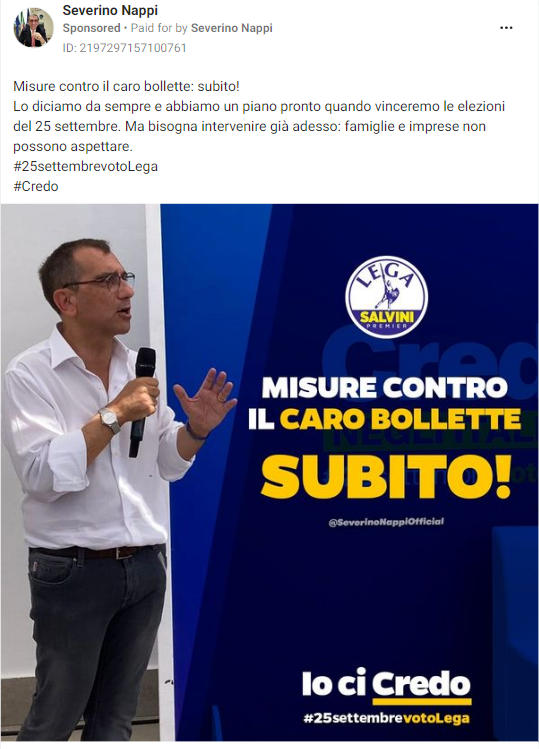 Severino Nappi
Sponsored • Paid for by Severino Nappi
ID: 2197297157100761
Misure contro il caro bollette: subito!
Lo diciamo da sempre e abbiamo un piano pronto quando vinceremo le elezioni
del 25 settembre. Ma bisogna intervenire già adesso: famiglie e imprese non
possono aspettare.
#25settembrevotoLega
#Credo
LEGA
SALVINI
PREMIER
MISURE CONTRO
IL CARO BOLLETTE
SUBITO!
@SeverinoNappiOfficial
Io ci Credo
#25settembrevotoLega